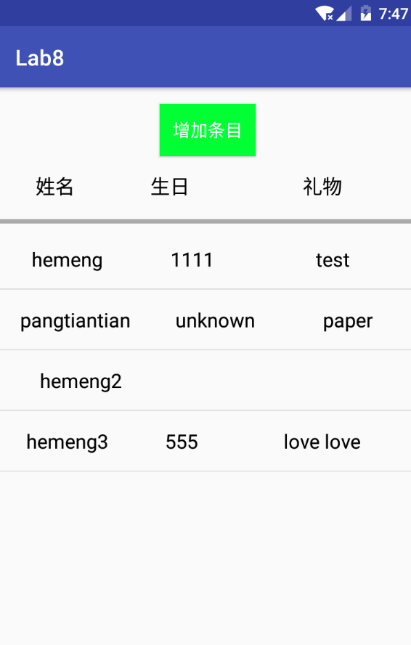 7:47
Lab8
增加条目
姓名 生日 礼物
hemeng 1111 test
pangtiantian unknown paper
hemeng2
hemeng3 555 love love